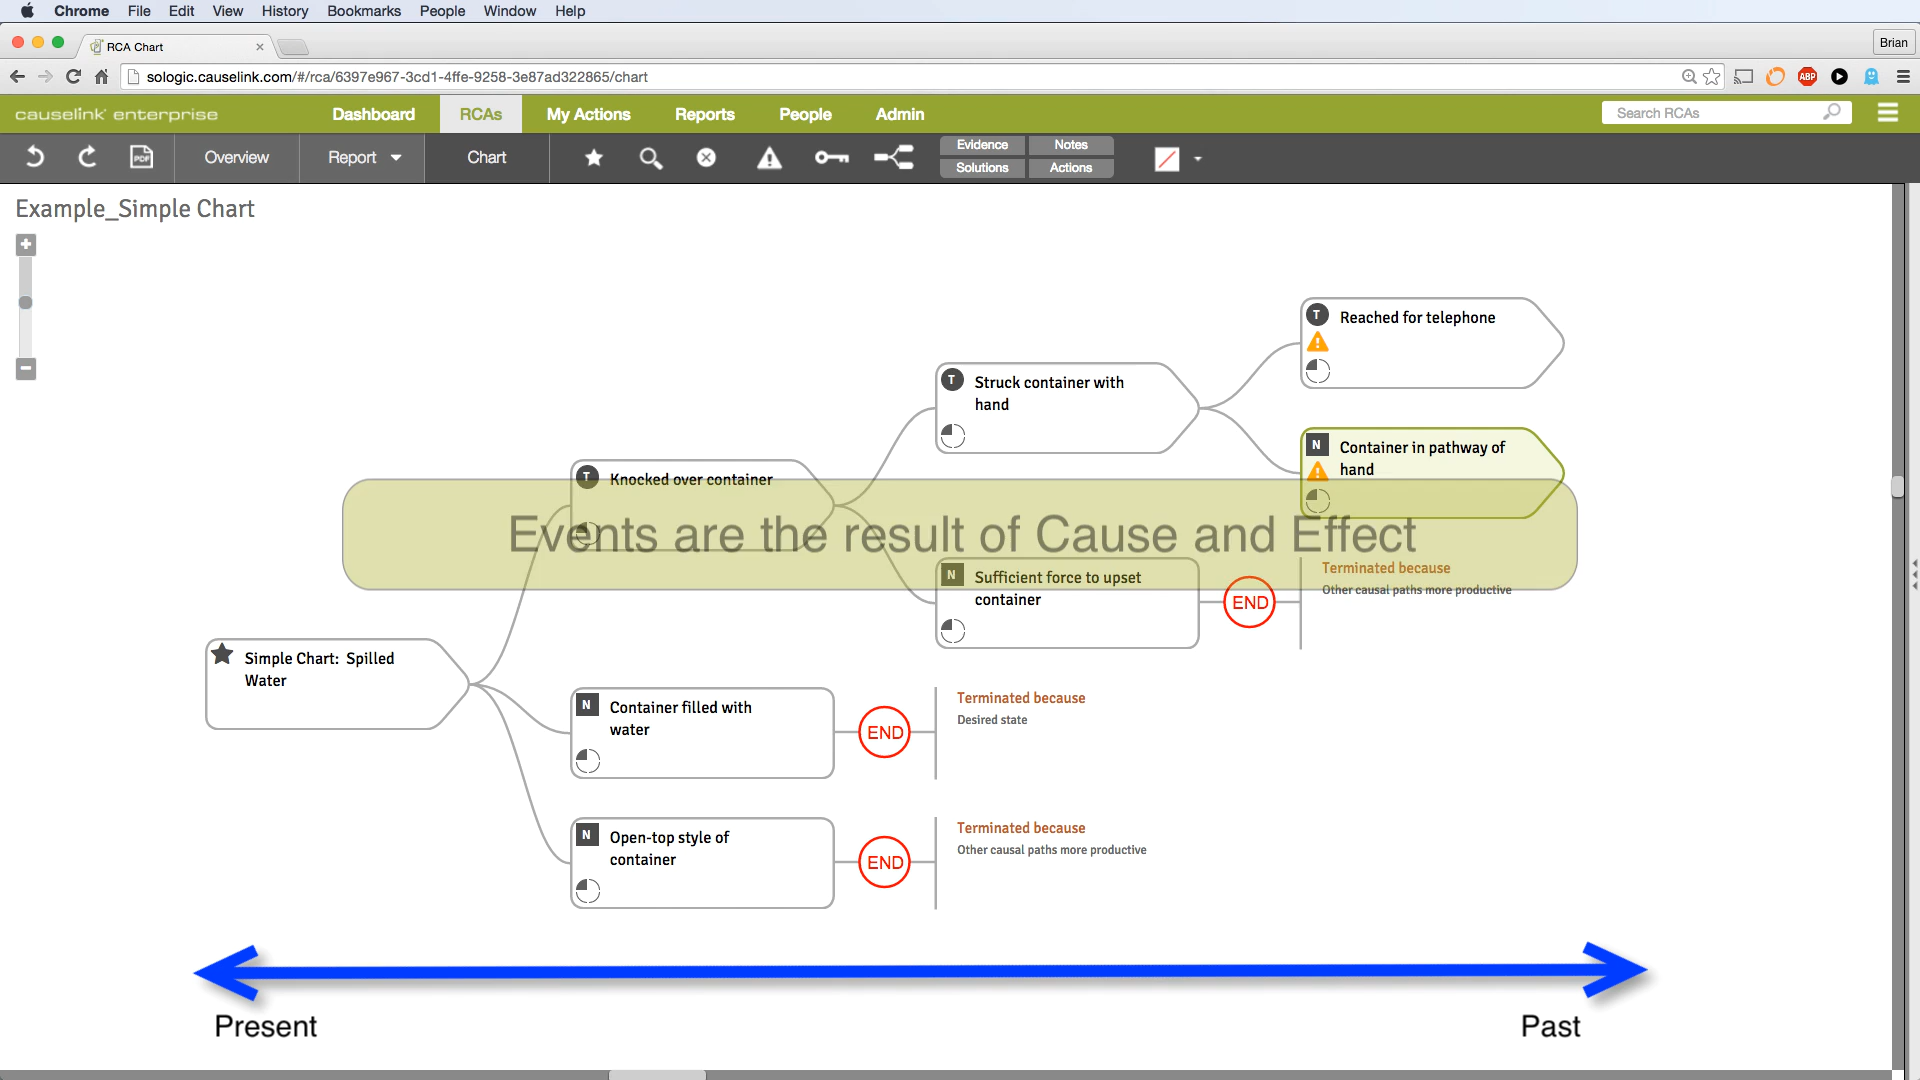 Chrome File Edit View History Bookmarks People Window Help
RCA Chart
Brian
sologic.causelink.com/#/rca/6397e967-3cd1-4ffe-9258-3e87ad322865/chart
ABP
causelink enterprise
Dashboard RCAs My Actions Reports People Admin
Search RCAs
PDF
Overview Report Chart
Evidence Notes
Solutions Actions
Example_Simple Chart
T Reached for telephone
T Struck container with
hand
N Container in pathway of
hand
T Knocked over container
Events are the result of Cause and Effect
N Sufficient force to upset
container
END
Terminated because
Other causal paths more productive
Simple Chart: Spilled
Water
N Container filled with
water
END
Terminated because
Desired state
N Open-top style of
container
END
Terminated because
Other causal paths more productive
Present
Past